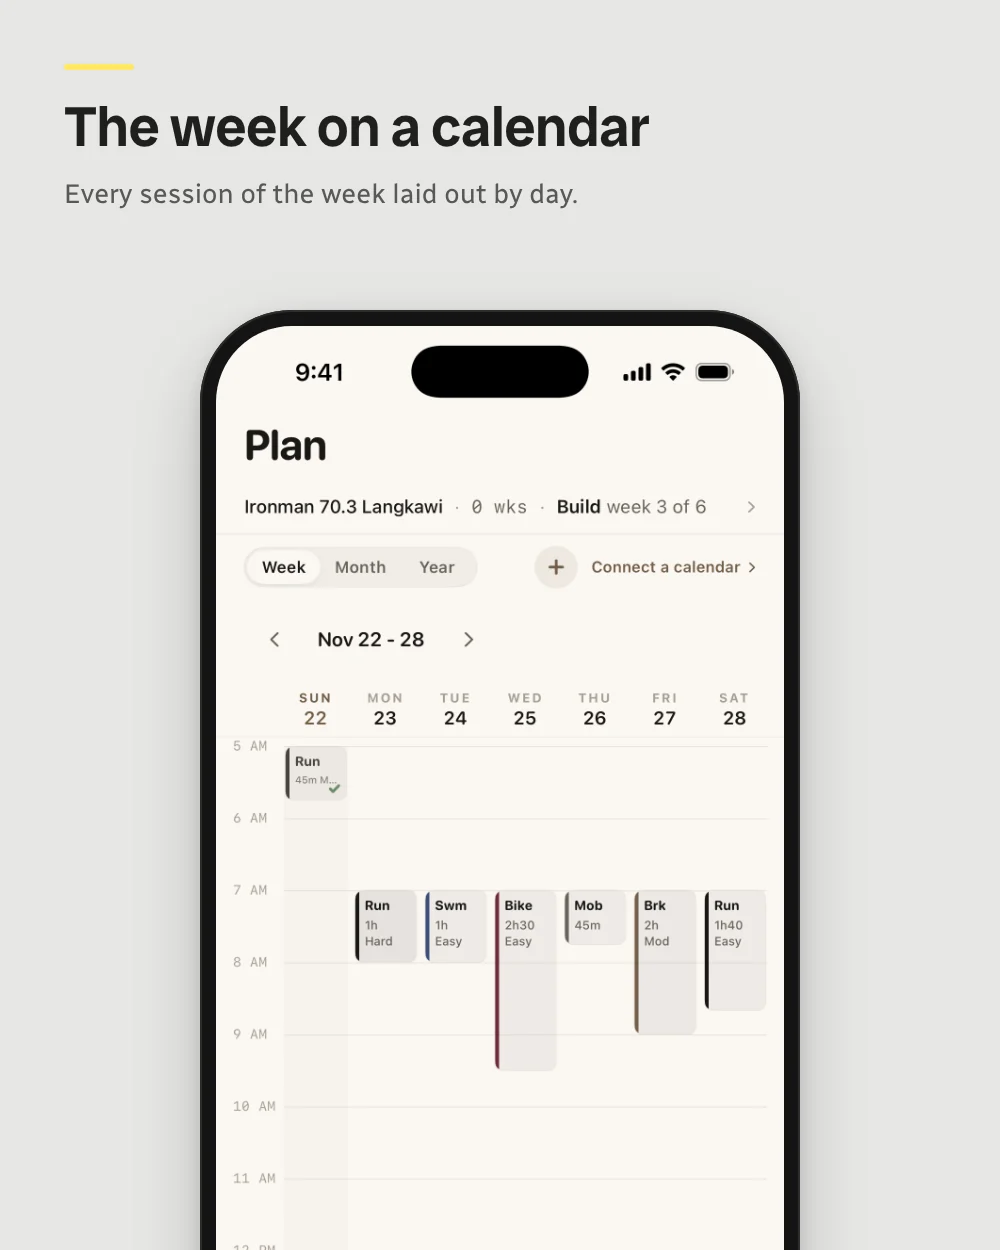 The week on a calendar
Every session of the week laid out by day.
9:41
Plan
Ironman 70.3 Langkawi · 0 wks · Build week 3 of 6
Week Month Year + Connect a calendar
Nov 22 - 28
SUN MON TUE WED THU FRI SAT
22 23 24 25 26 27 28
5 AM
Run
45m M...
6 AM
7 AM
Run
1h
Hard
Swm
1h
Easy
Bike
2h30
Easy
Mob
45m
Brk
2h
Mod
Run
1h40
Easy
8 AM
9 AM
10 AM
11 AM
12 PM